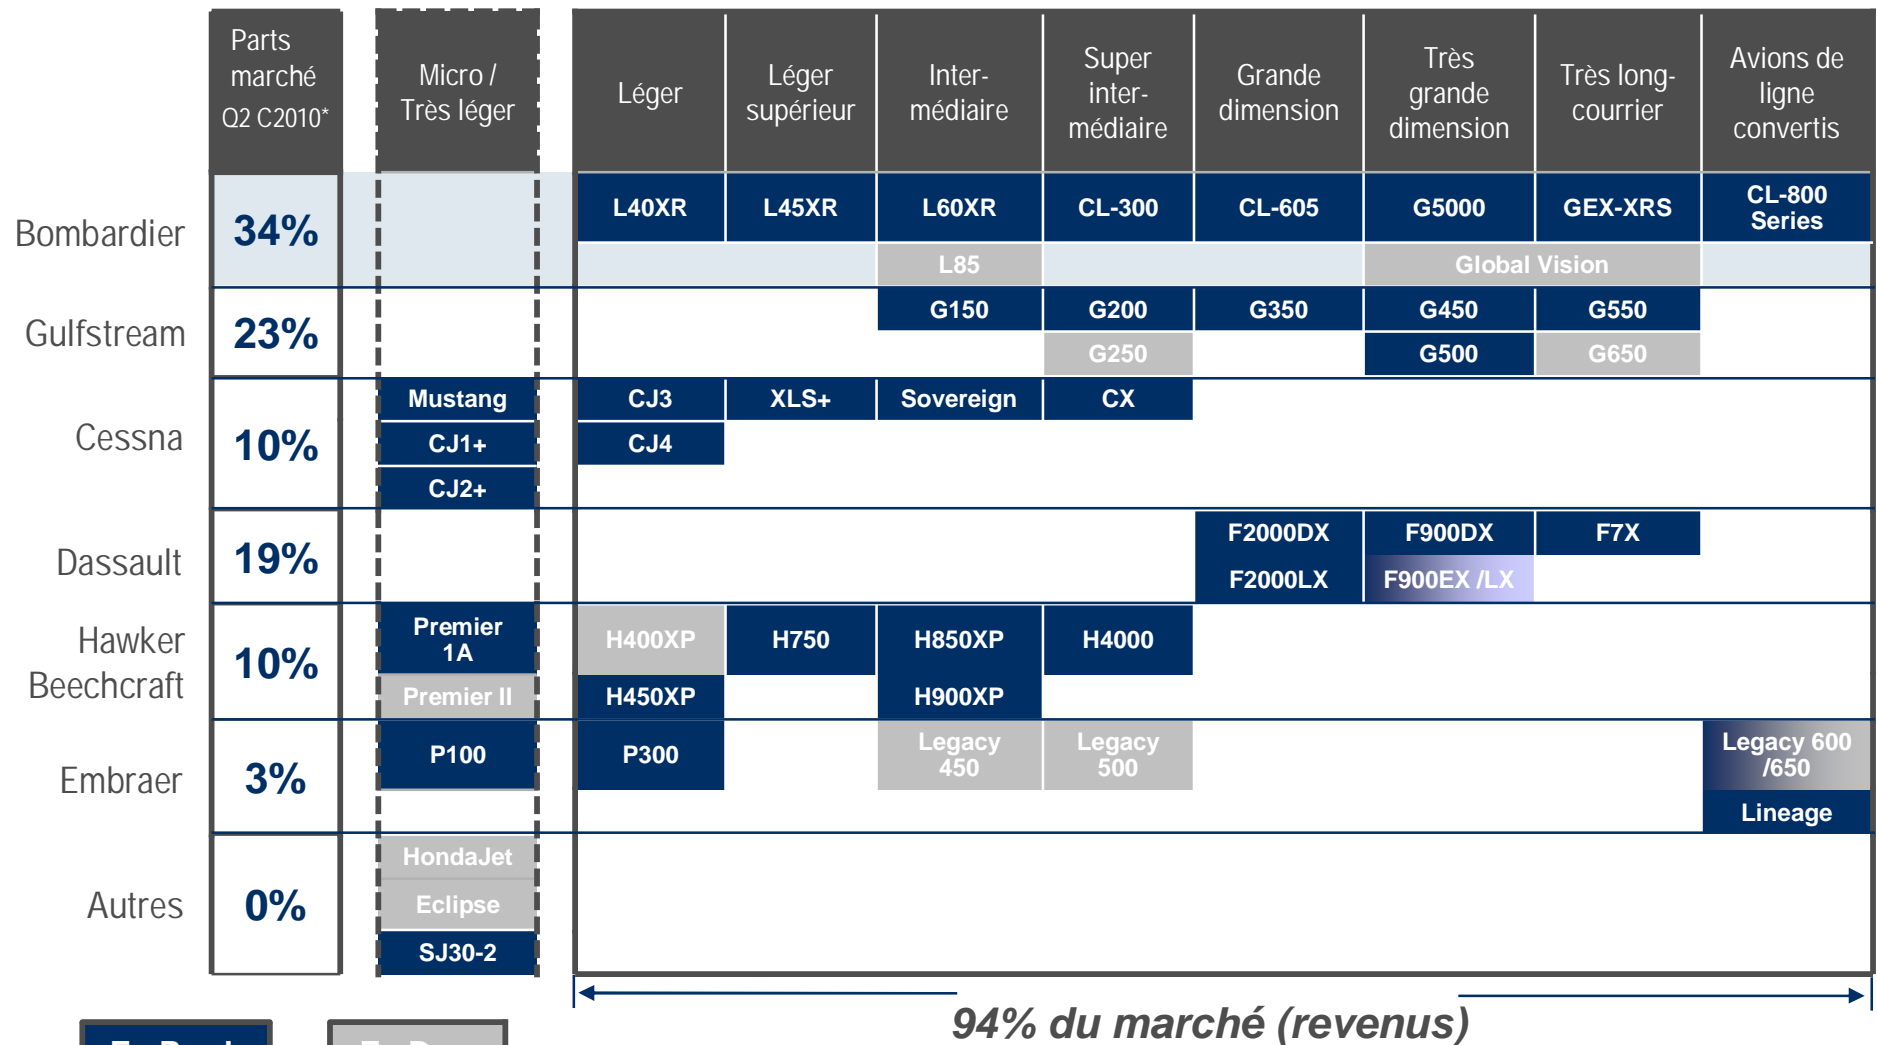 Parts
marché
Q2 C2010*
Micro /
Très léger
Léger
Léger
supérieur
Inter-
médiaire
Super
inter-
médiaire
Grande
dimension
Très
grande
dimension
Très long-
courrier
Avions de
ligne
convertis
Bombardier
34%
L40XR
L45XR
L60XR
CL-300
CL-605
G5000
GEX-XRS
CL-800
Series
L85
Global Vision
Gulfstream
23%
G150
G200
G350
G450
G550
G250
G500
G650
Cessna
10%
Mustang
CJ3
XLS+
Sovereign
CX
CJ1+
CJ4
CJ2+
Dassault
19%
F2000DX
F900DX
F7X
F2000LX
F900EX /LX
Hawker
Beechcraft
10%
Premier
1A
H400XP
H750
H850XP
H4000
Premier II
H450XP
H900XP
Embraer
3%
P100
P300
Legacy
450
Legacy
500
Legacy 600
/650
Lineage
Autres
0%
HondaJet
Eclipse
SJ30-2
94% du marché (revenus)